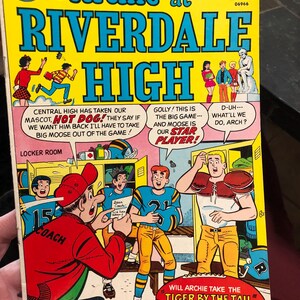 ARCHIE at
RIVERDALE
HIGH
CENTRAL HIGH HAS TAKEN OUR
MASCOT, HOT DOG! THEY SAY IF
WE WANT HIM BACK I'LL HAVE TO TAKE
BIG MOOSE OUT OF THE GAME!
GOLLY! THIS
IS THE BIG GAME—
AND MOOSE IS
OUR STAR
PLAYER!
D-UH—
WHAT'LL WE
DO, ARCH?
LOCKER ROOM
15
2
COACH
R
WILL ARCHIE TAKE THE
TIGER BY THE TAIL